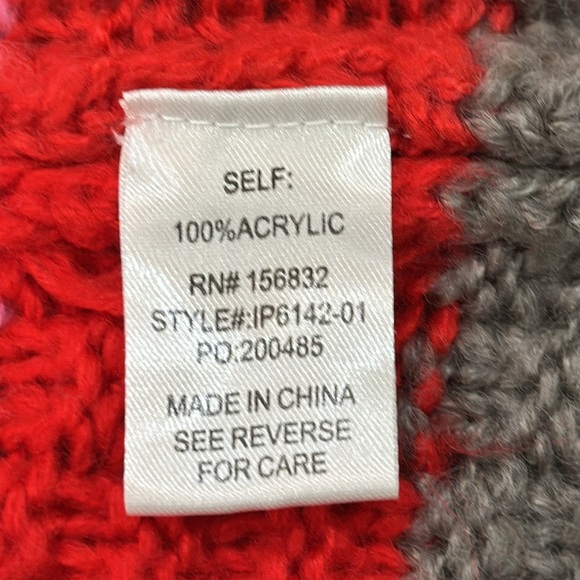 SELF:
100%ACRYLIC
RN# 156832
STYLE#:IP6142-01
PO:200485
MADE IN CHINA
SEE REVERSE
FOR CARE